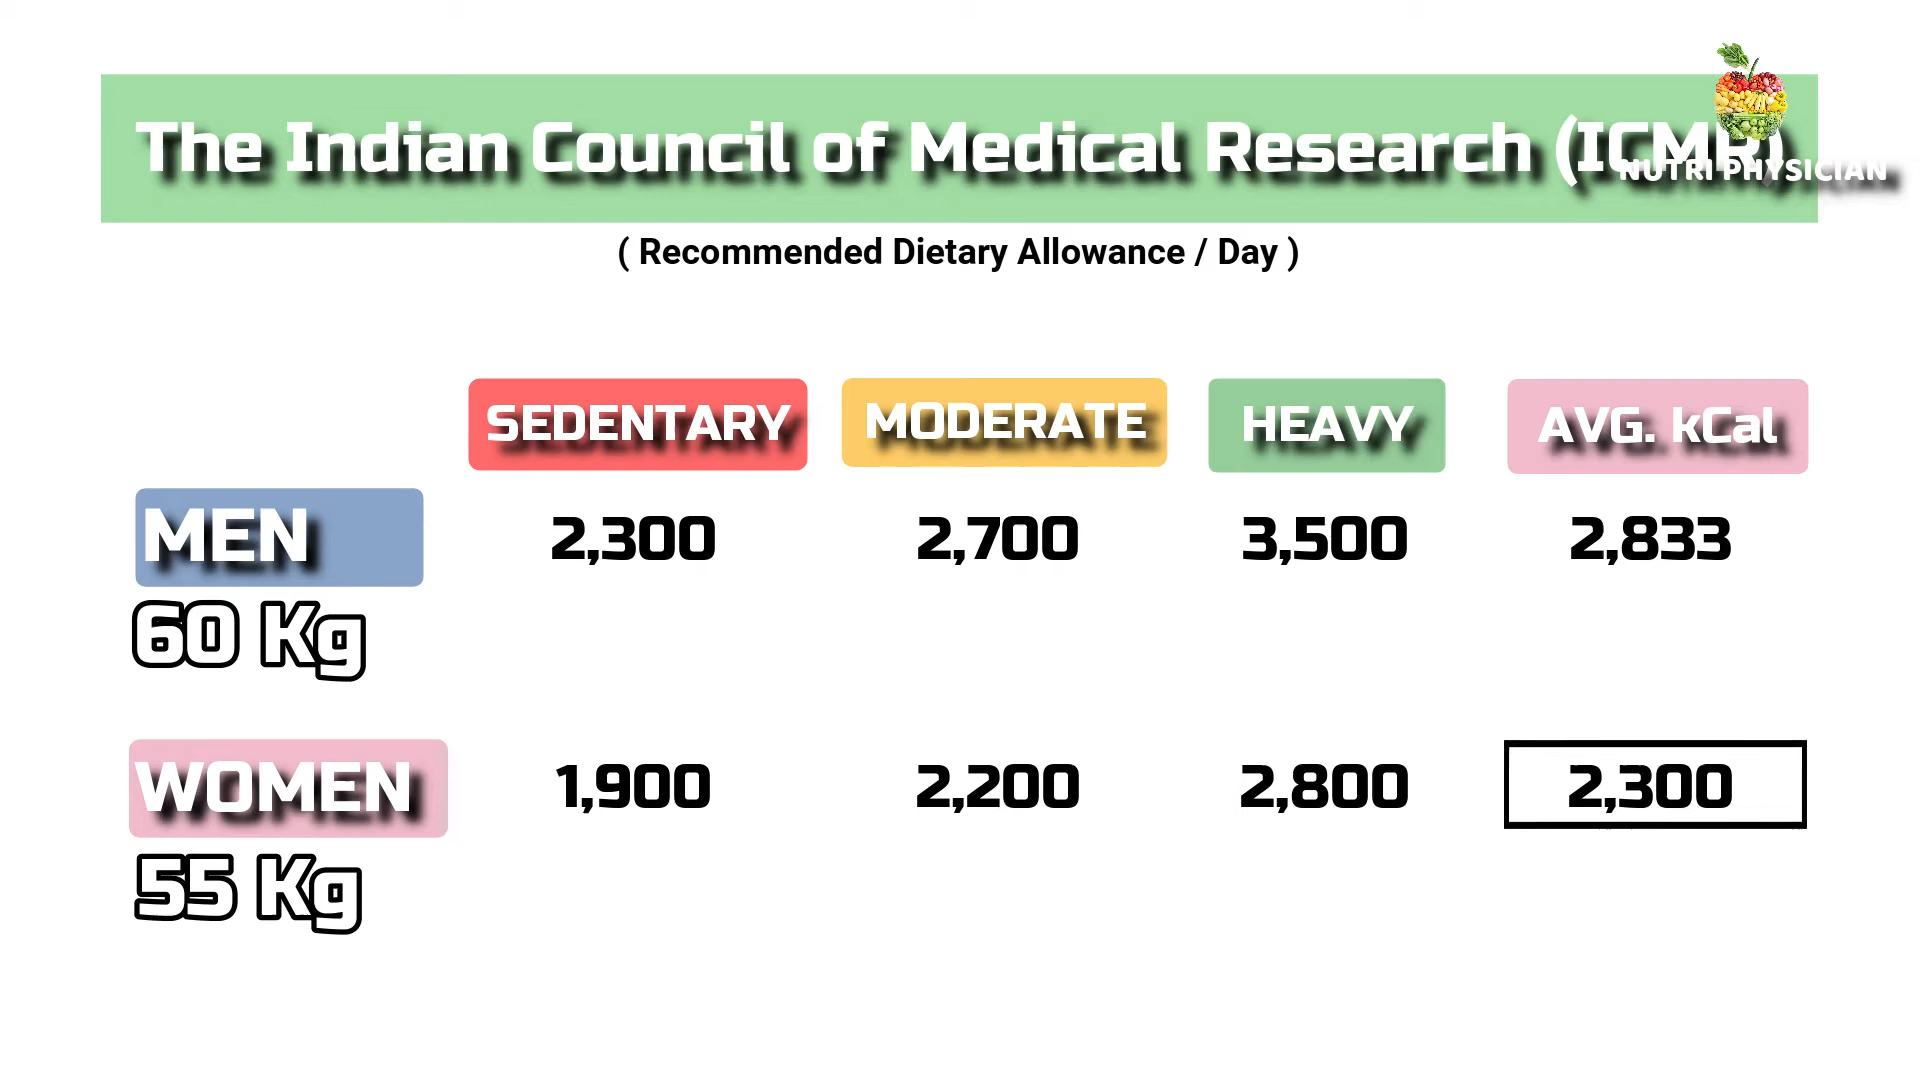 The Indian Council of Medical Research (ICMR)
NUTRI PHYSICIAN
( Recommended Dietary Allowance / Day )
SEDENTARY MODERATE HEAVY AVG. kCal
MEN 2,300 2,700 3,500 2,833
60 Kg
WOMEN 1,900 2,200 2,800 2,300
55 Kg